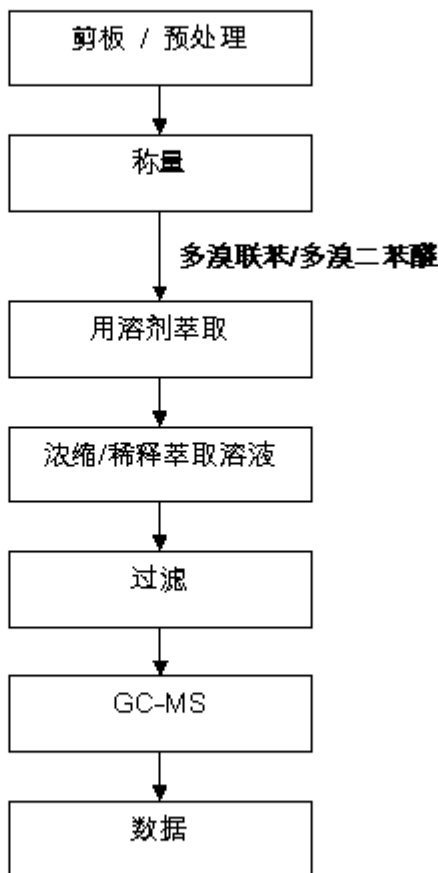 剪板 / 预处理
称量
多溴联苯/多溴二苯醚
用溶剂萃取
浓缩/稀释萃取溶液
过滤
GC-MS
数据